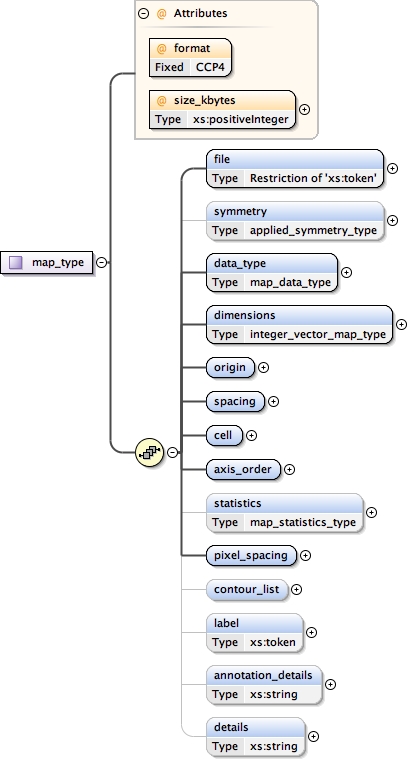 Attributes
@ format
Fixed CCP4
@ size_kbytes
Type xs:positiveInteger
map_type
file
Type Restriction of 'xs:token'
symmetry
Type applied_symmetry_type
data_type
Type map_data_type
dimensions
Type integer_vector_map_type
origin
spacing
cell
axis_order
statistics
Type map_statistics_type
pixel_spacing
contour_list
label
Type xs:token
annotation_details
Type xs:string
details
Type xs:string